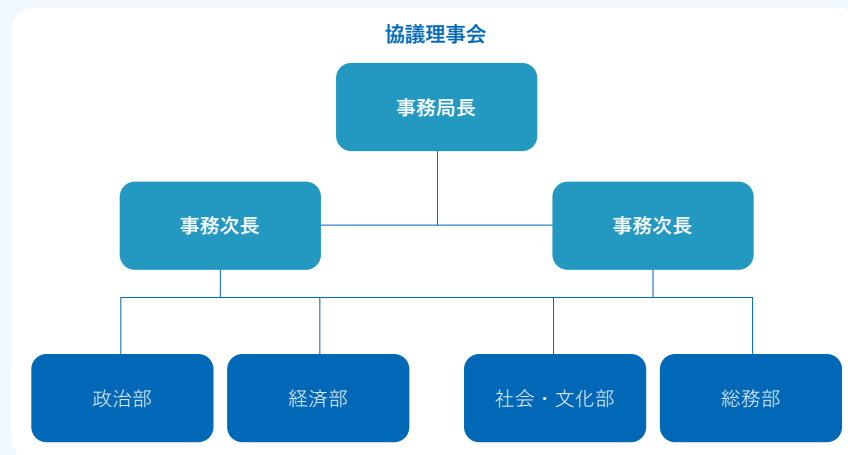 協議理事会
事務局長
事務次長
事務次長
政治部
経済部
社会・文化部
総務部